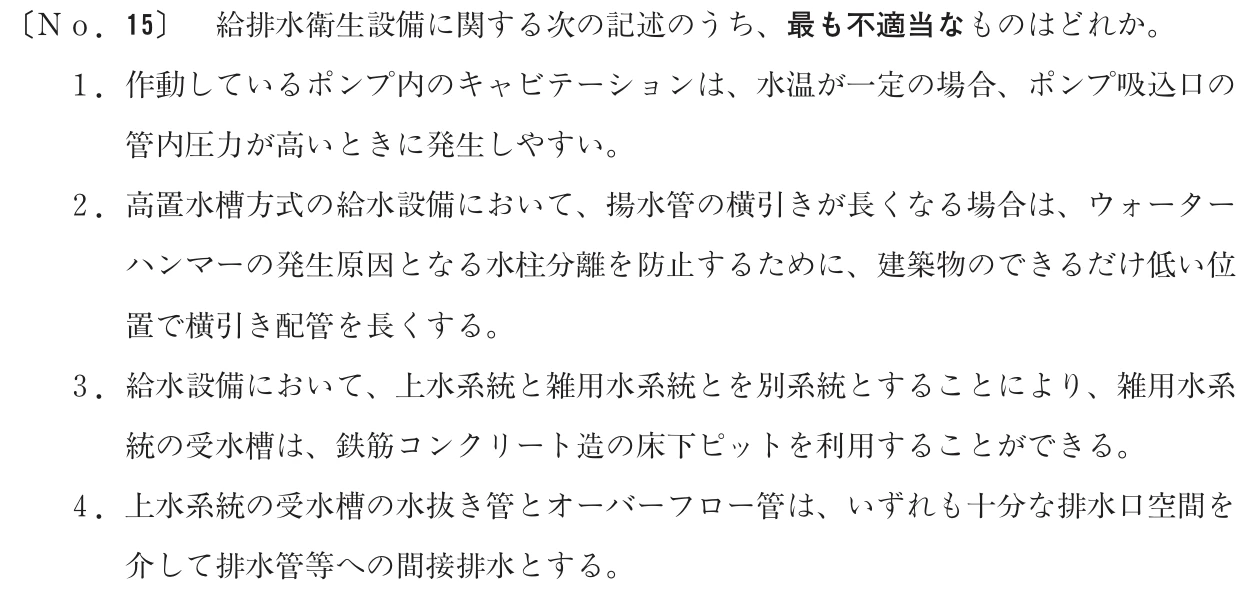 〔Ｎｏ．15〕　給排水衛生設備に関する次の記述のうち、最も不適当なものはどれか。
１．作動しているポンプ内のキャビテーションは、水温が一定の場合、ポンプ吸込口の
管内圧力が高いときに発生しやすい。
２．高置水槽方式の給水設備において、揚水管の横引きが長くなる場合は、ウォーター
ハンマーの発生原因となる水柱分離を防止するために、建築物のできるだけ低い位
置で横引き配管を長くする。
３．給水設備において、上水系統と雑用水系統とを別系統とすることにより、雑用水系
統の受水槽は、鉄筋コンクリート造の床下ピットを利用することができる。
４．上水系統の受水槽の水抜き管とオーバーフロー管は、いずれも十分な排水口空間を
介して排水管等への間接排水とする。